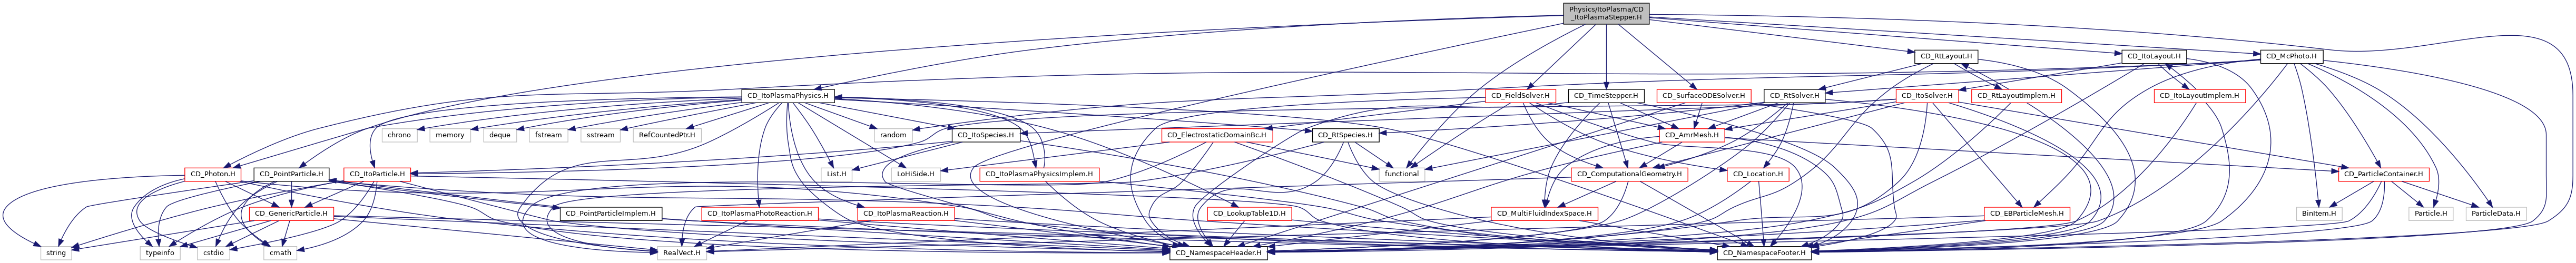 Physics/ItoPlasma/CD
_ItoPlasmaStepper.H
CD_RtLayout.H
CD_ItoLayout.H
CD_McPhoto.H
CD_ItoPlasmaPhysics.H
CD_FieldSolver.H
CD_TimeStepper.H
CD_SurfaceODESolver.H
CD_RtSolver.H
CD_ItoSolver.H
CD_RtLayoutImplem.H
CD_ItoLayoutImplem.H
chrono
memory
deque
fstream
sstream
RefCountedPtr.H
random
CD_ItoSpecies.H
CD_ElectrostaticDomainBc.H
CD_RtSpecies.H
CD_AmrMesh.H
CD_Photon.H
CD_PointParticle.H
CD_ItoParticle.H
List.H
LoHiSide.H
CD_ItoPlasmaPhysicsImplem.H
functional
CD_ComputationalGeometry.H
CD_Location.H
CD_ParticleContainer.H
CD_GenericParticle.H
CD_PointParticleImplem.H
CD_ItoPlasmaPhotoReaction.H
CD_ItoPlasmaReaction.H
CD_LookupTable1D.H
CD_MultiFluidIndexSpace.H
CD_EBParticleMesh.H
BinItem.H
Particle.H
ParticleData.H
string
typeinfo
cstdio
cmath
RealVect.H
CD_NamespaceHeader.H
CD_NamespaceFooter.H